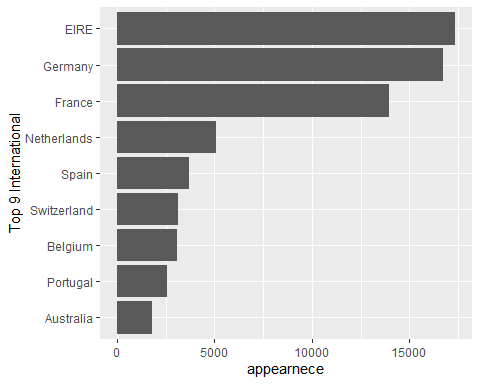 Top 9 International
EIRE
Germany
France
Netherlands
Spain
Switzerland
Belgium
Portugal
Australia
0 5000 10000 15000
appearnece